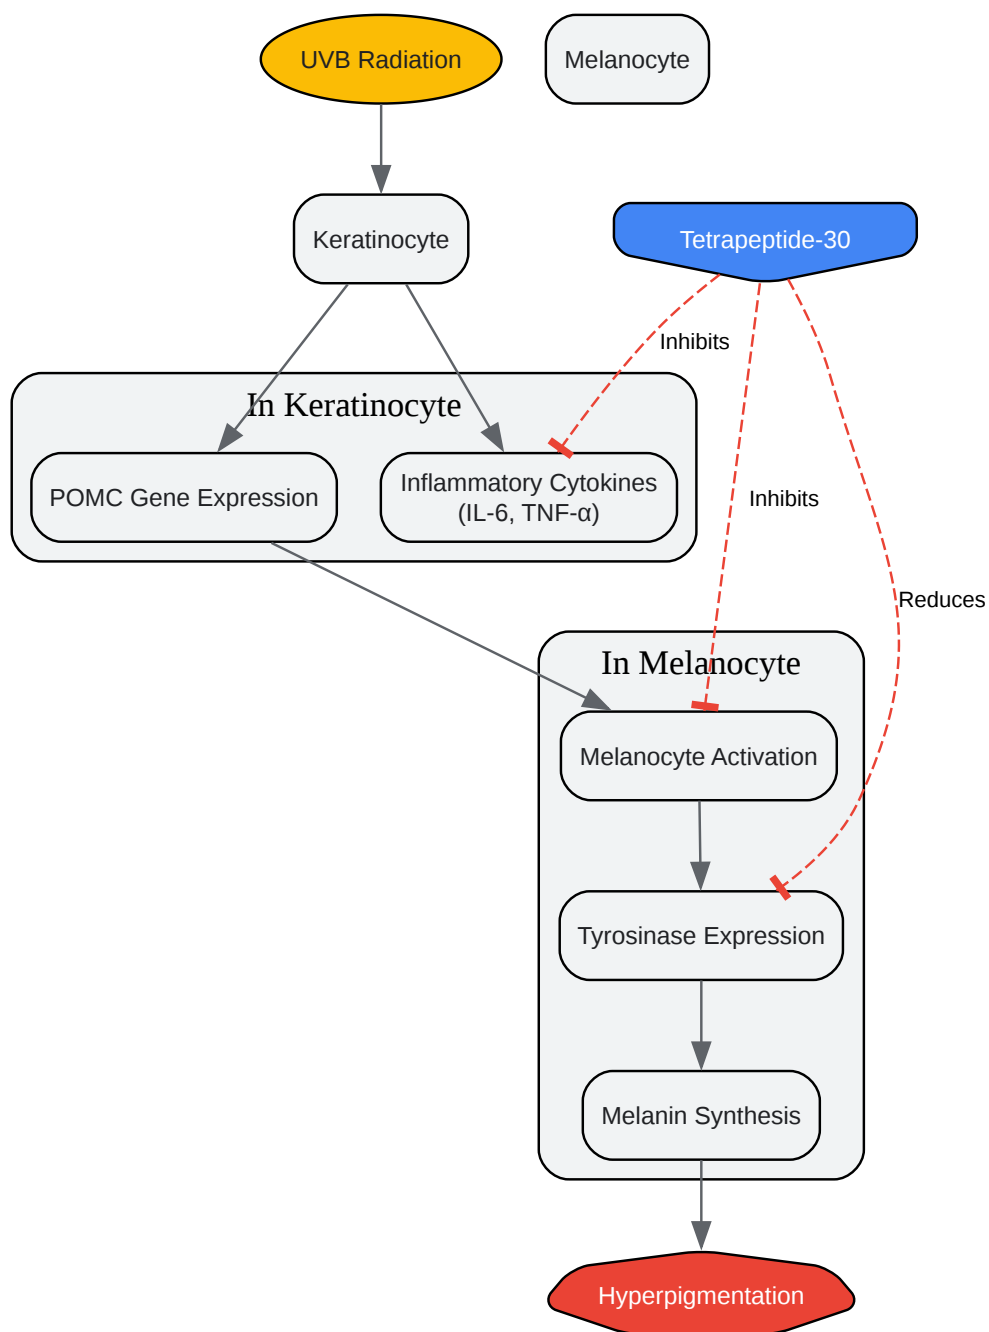 UVB Radiation
Melanocyte
Keratinocyte
Tetrapeptide-30
Inhibits
In Keratinocyte
POMC Gene Expression
Inflammatory Cytokines
(IL-6, TNF-α)
Inhibits
Reduces
In Melanocyte
Melanocyte Activation
Tyrosinase Expression
Melanin Synthesis
Hyperpigmentation